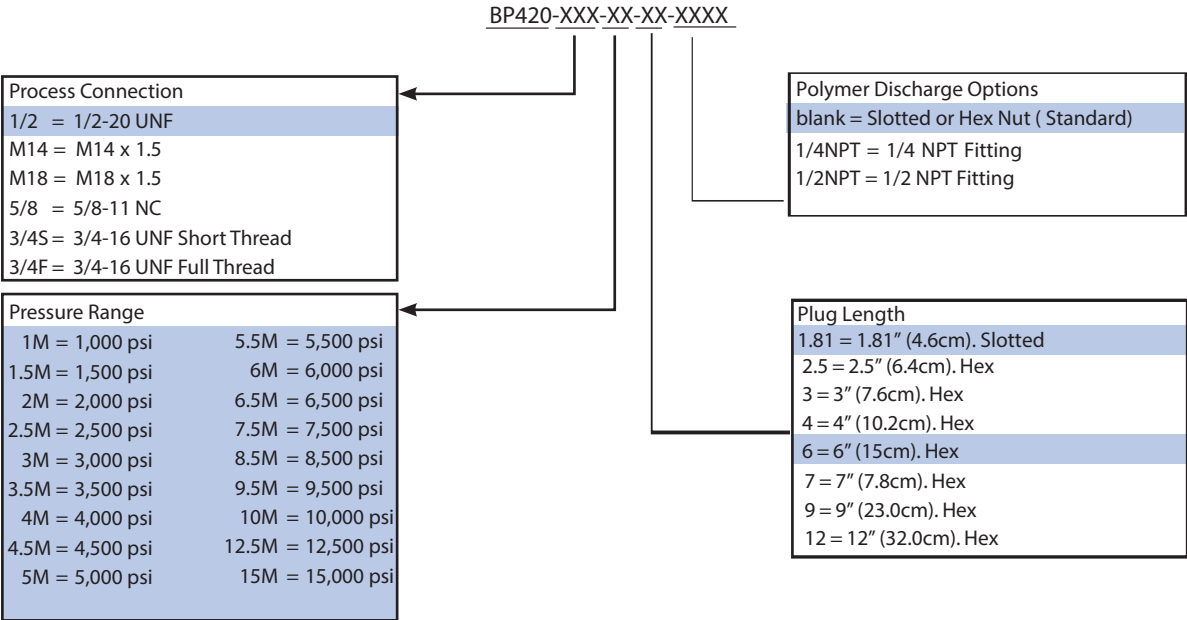 BP420-XXX-XX-XX-XXXX
Process Connection
1/2 = 1/2-20 UNF
M14 = M14 x 1.5
M18 = M18 x 1.5
5/8 = 5/8-11 NC
3/4S = 3/4-16 UNF Short Thread
3/4F = 3/4-16 UNF Full Thread
Pressure Range
1M = 1,000 psi 5.5M = 5,500 psi
1.5M = 1,500 psi 6M = 6,000 psi
2M = 2,000 psi 6.5M = 6,500 psi
2.5M = 2,500 psi 7.5M = 7,500 psi
3M = 3,000 psi 8.5M = 8,500 psi
3.5M = 3,500 psi 9.5M = 9,500 psi
4M = 4,000 psi 10M = 10,000 psi
4.5M = 4,500 psi 12.5M = 12,500 psi
5M = 5,000 psi 15M = 15,000 psi
Polymer Discharge Options
blank = Slotted or Hex Nut ( Standard)
1/4NPT = 1/4 NPT Fitting
1/2NPT = 1/2 NPT Fitting
Plug Length
1.81 = 1.81″ (4.6cm). Slotted
2.5 = 2.5″ (6.4cm). Hex
3 = 3″ (7.6cm). Hex
4 = 4″ (10.2cm). Hex
6 = 6″ (15cm). Hex
7 = 7″ (7.8cm). Hex
9 = 9″ (23.0cm). Hex
12 = 12″ (32.0cm). Hex